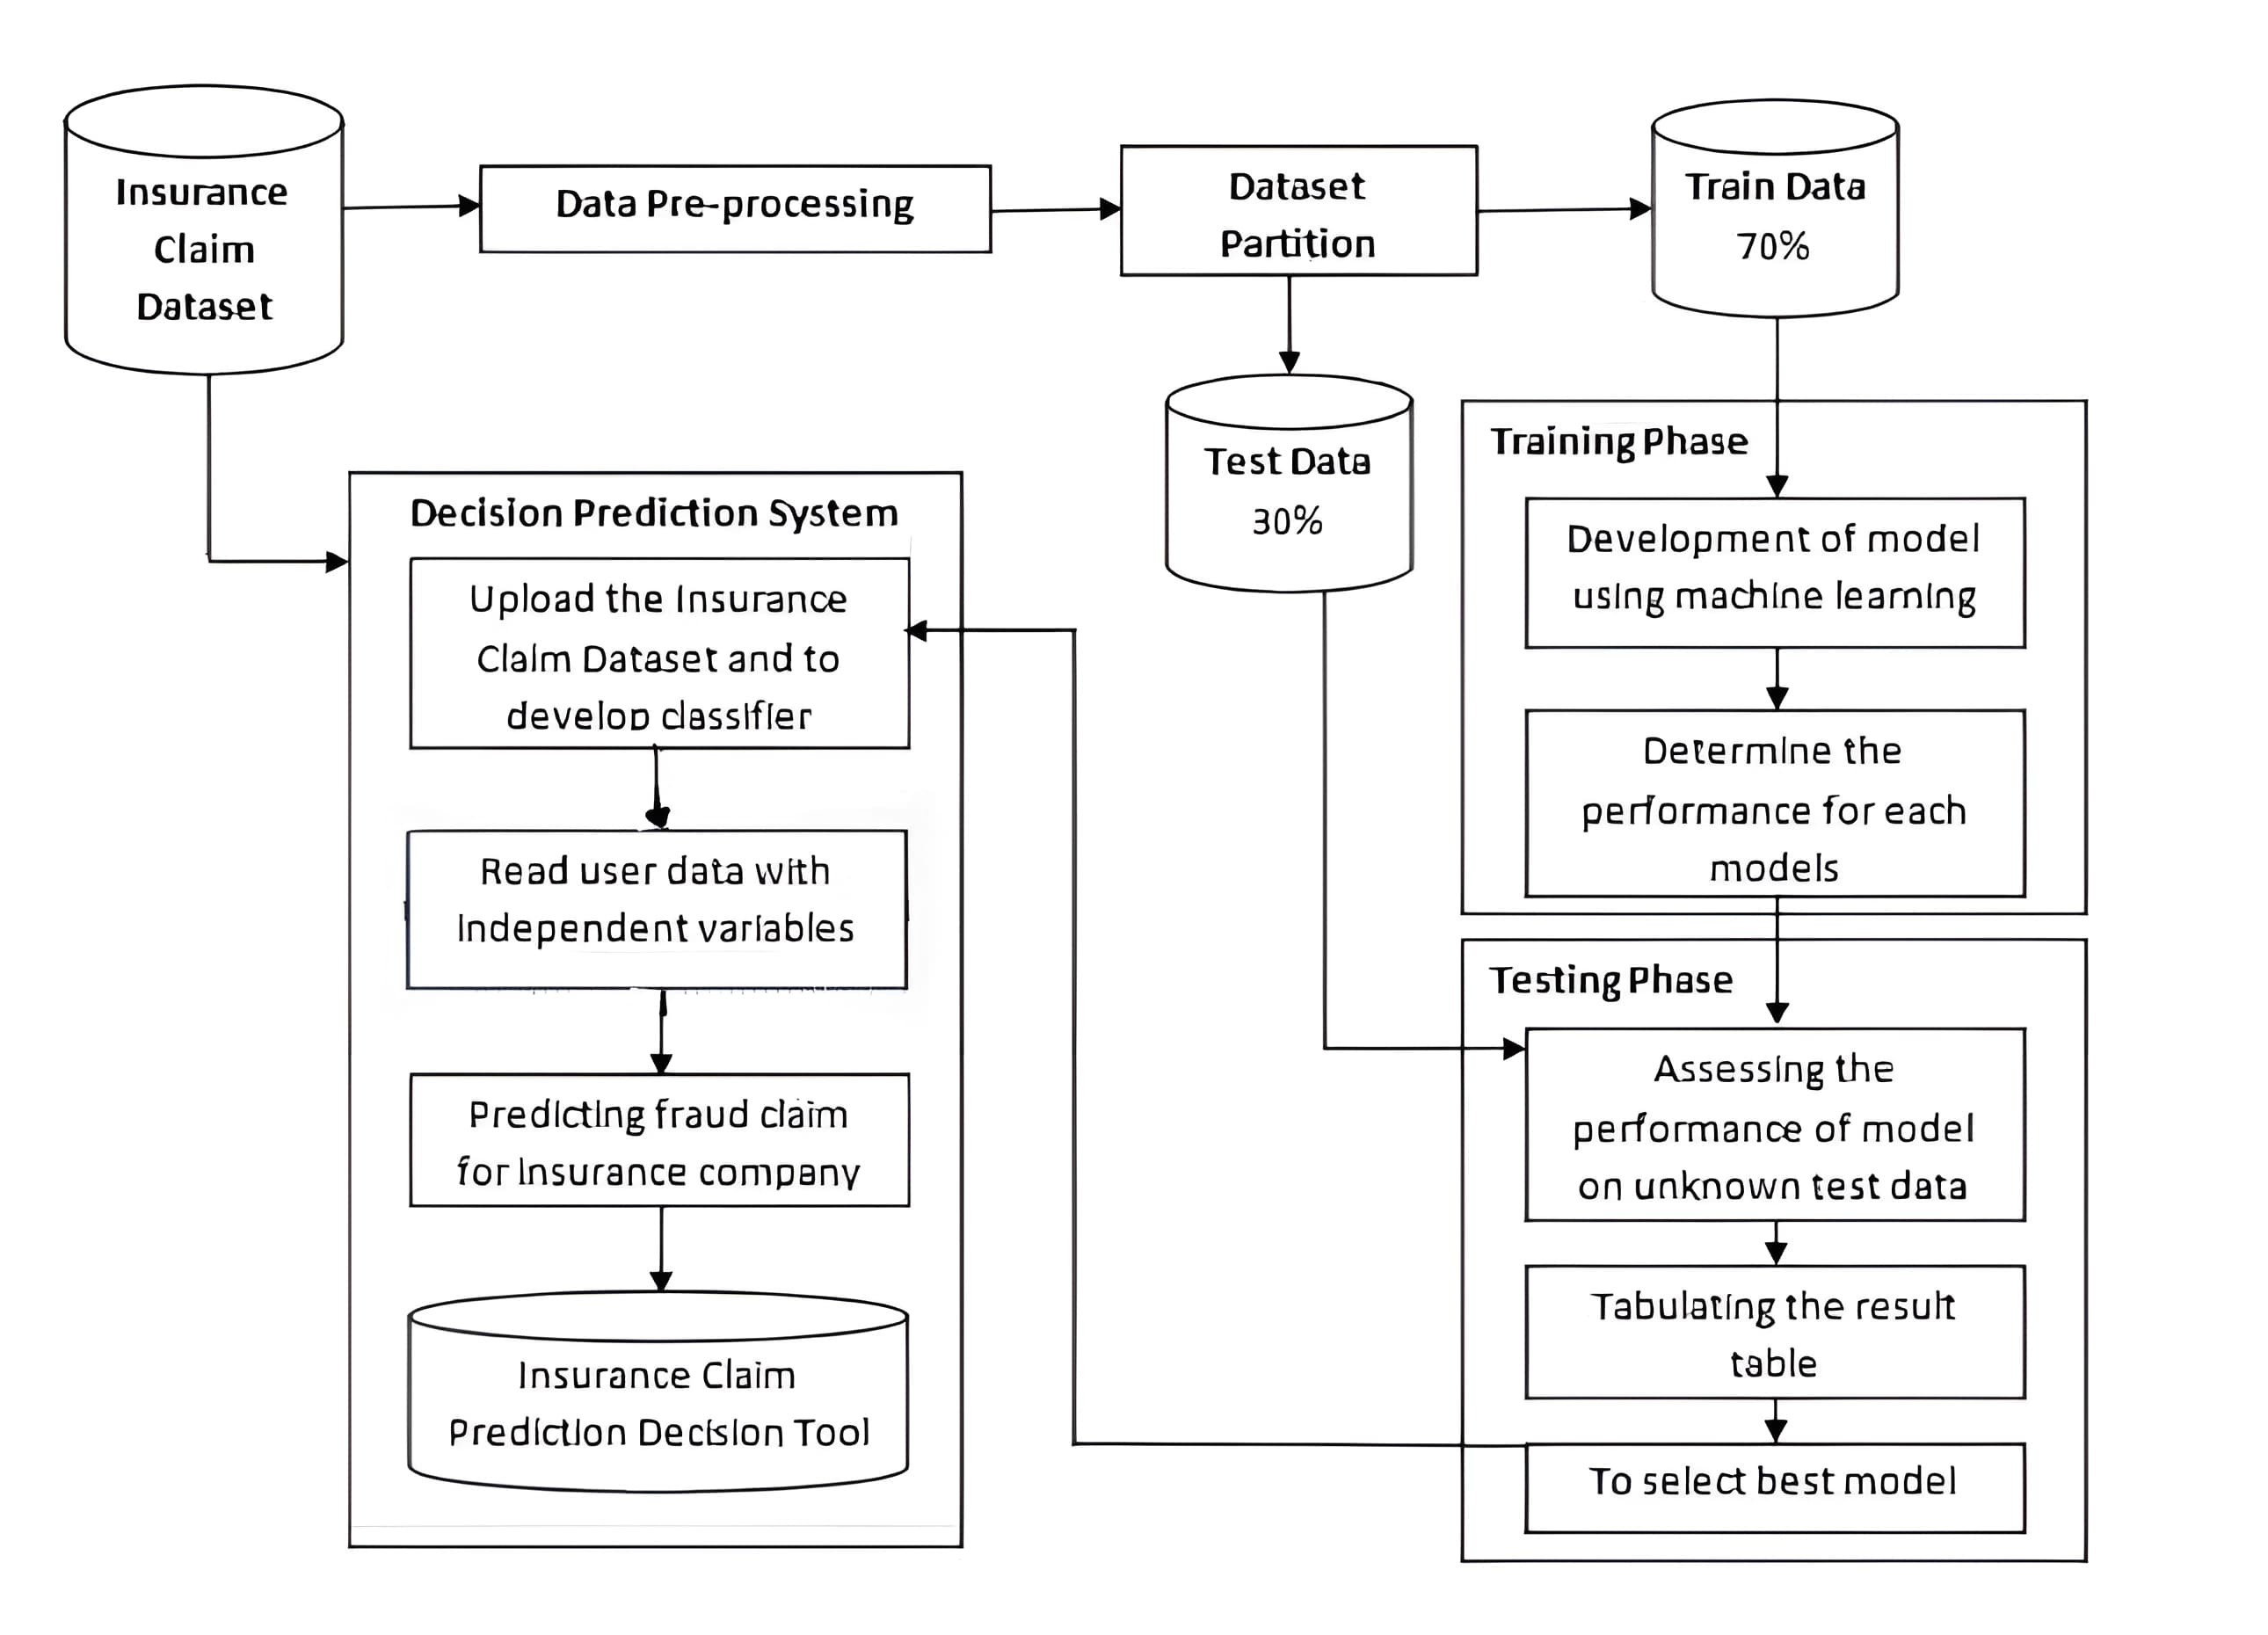 Insurance
Claim
Dataset
Data Pre-processing
Dataset
Partition
Train Data
70%
Test Data
30%
Training Phase
Development of model
using machine learning
Determine the
performance for each
models
Testing Phase
Assessing the
performance of model
on unknown test data
Tabulating the result
table
To select best model
Decision Prediction System
Upload the Insurance
Claim Dataset and to
develop classifier
Read user data with
Independent variables
Predicting fraud claim
for Insurance company
Insurance Claim
Prediction Decision Tool